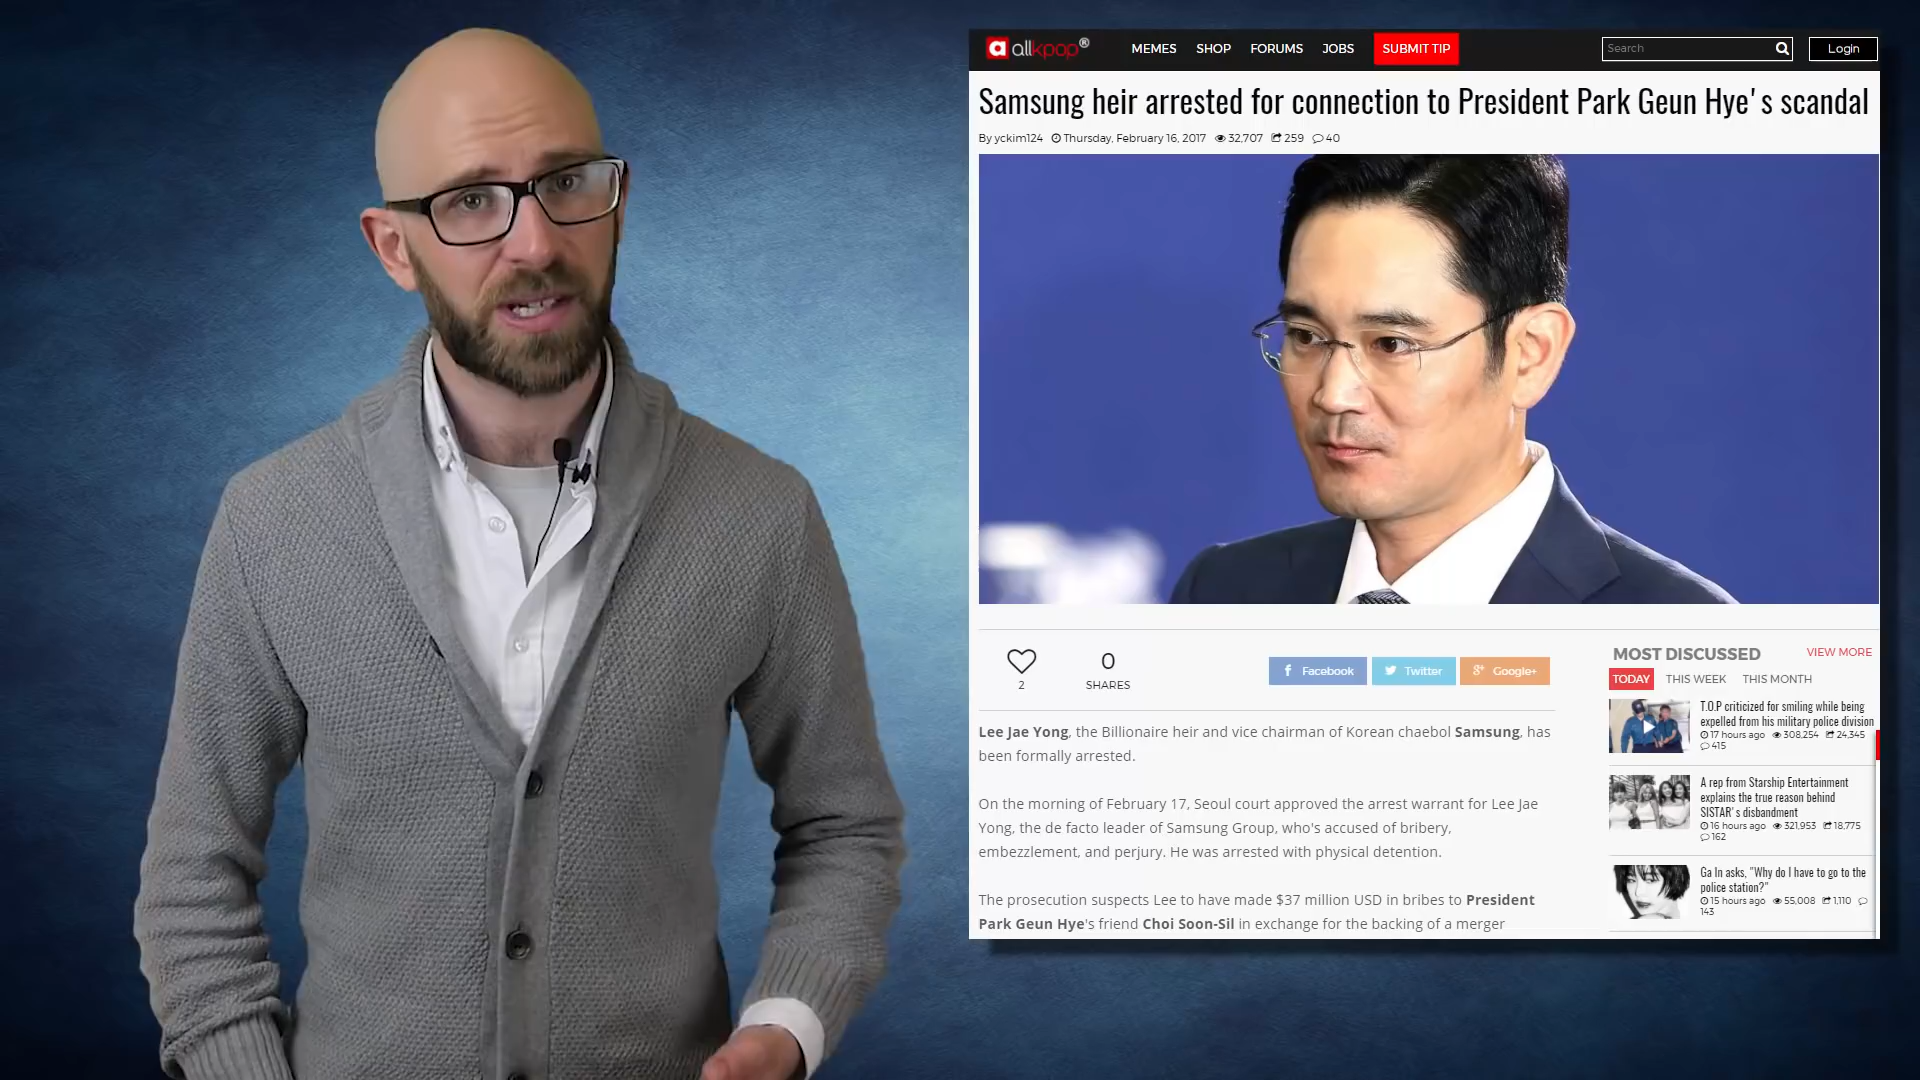 allkpop®
MEMES SHOP FORUMS JOBS SUBMIT TIP
Search
Login
Samsung heir arrested for connection to President Park Geun Hye's scandal
By yckim124 Thursday, February 16, 2017 32,707 259 40
2
0
SHARES
Facebook Twitter Google+
Lee Jae Yong, the Billionaire heir and vice chairman of Korean chaebol Samsung, has
been formally arrested.
On the morning of February 17, Seoul court approved the arrest warrant for Lee Jae
Yong, the de facto leader of Samsung Group, who's accused of bribery,
embezzlement, and perjury. He was arrested with physical detention.
The prosecution suspects Lee to have made $37 million USD in bribes to President
Park Geun Hye's friend Choi Soon-Sil in exchange for the backing of a merger
MOST DISCUSSED VIEW MORE
TODAY THIS WEEK THIS MONTH
T.O.P criticized for smiling while being
expelled from his military police division
17 hours ago 308,254 24,345
415
A rep from Starship Entertainment
explains the true reason behind
SISTAR's disbandment
16 hours ago 321,953 18,775
162
Ga In asks, "Why do I have to go to the
police station?"
15 hours ago 55,008 1,110
143